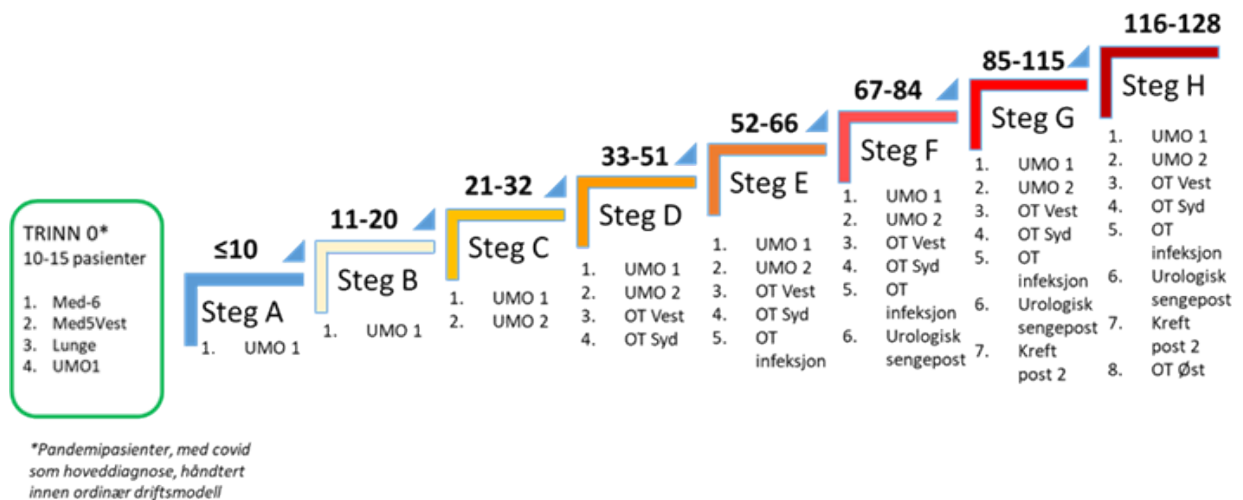 TRINN 0*
10-15 pasienter
1. Med-6
2. Med5Vest
3. Lunge
4. UMO1
*Pandemipasienter, med covid
som hoveddiagnose, håndtert
innen ordinær driftsmodell
≤10
Steg A
1. UMO 1
11-20
Steg B
1. UMO 1
21-32
Steg C
1. UMO 1
2. UMO 2
33-51
Steg D
1. UMO 1
2. UMO 2
3. OT Vest
4. OT Syd
52-66
Steg E
1. UMO 1
2. UMO 2
3. OT Vest
4. OT Syd
5. OT
infeksjon
67-84
Steg F
1. UMO 1
2. UMO 2
3. OT Vest
4. OT Syd
5. OT
infeksjon
6. Urologisk
sengepost
85-115
Steg G
1. UMO 1
2. UMO 2
3. OT Vest
4. OT Syd
5. OT
infeksjon
6. Urologisk
sengepost
7. Kreft
post 2
116-128
Steg H
1. UMO 1
2. UMO 2
3. OT Vest
4. OT Syd
5. OT
infeksjon
6. Urologisk
sengepost
7. Kreft
post 2
8. OT Øst